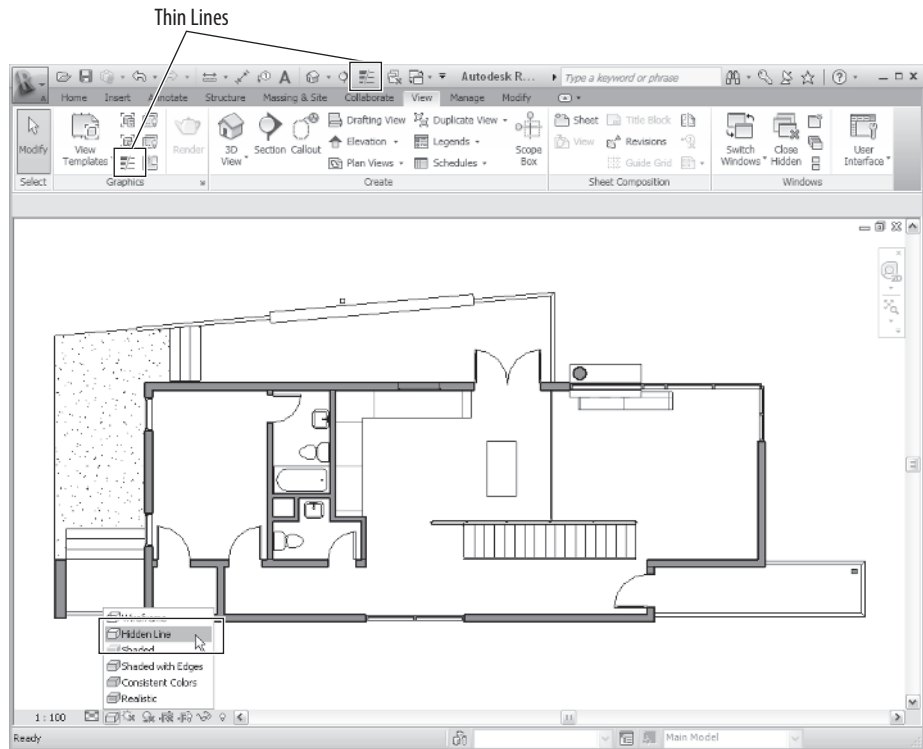 Thin Lines
Autodesk R... Type a keyword or phrase
Home Insert Annotate Structure Massing & Site Collaborate View Manage Modify
Modify
View Templates
Render
3D View
Section
Callout
Drafting View
Elevation
Plan Views
Duplicate View
Legends
Schedules
Scope Box
Sheet
Title Block
View
Revisions
Guide Grid
Switch Windows
Close Hidden
User Interface
Select Graphics Create Sheet Composition Windows
2D
Hidden Line
Shaded
Shaded with Edges
Consistent Colors
Realistic
1 : 100
Ready
Main Model